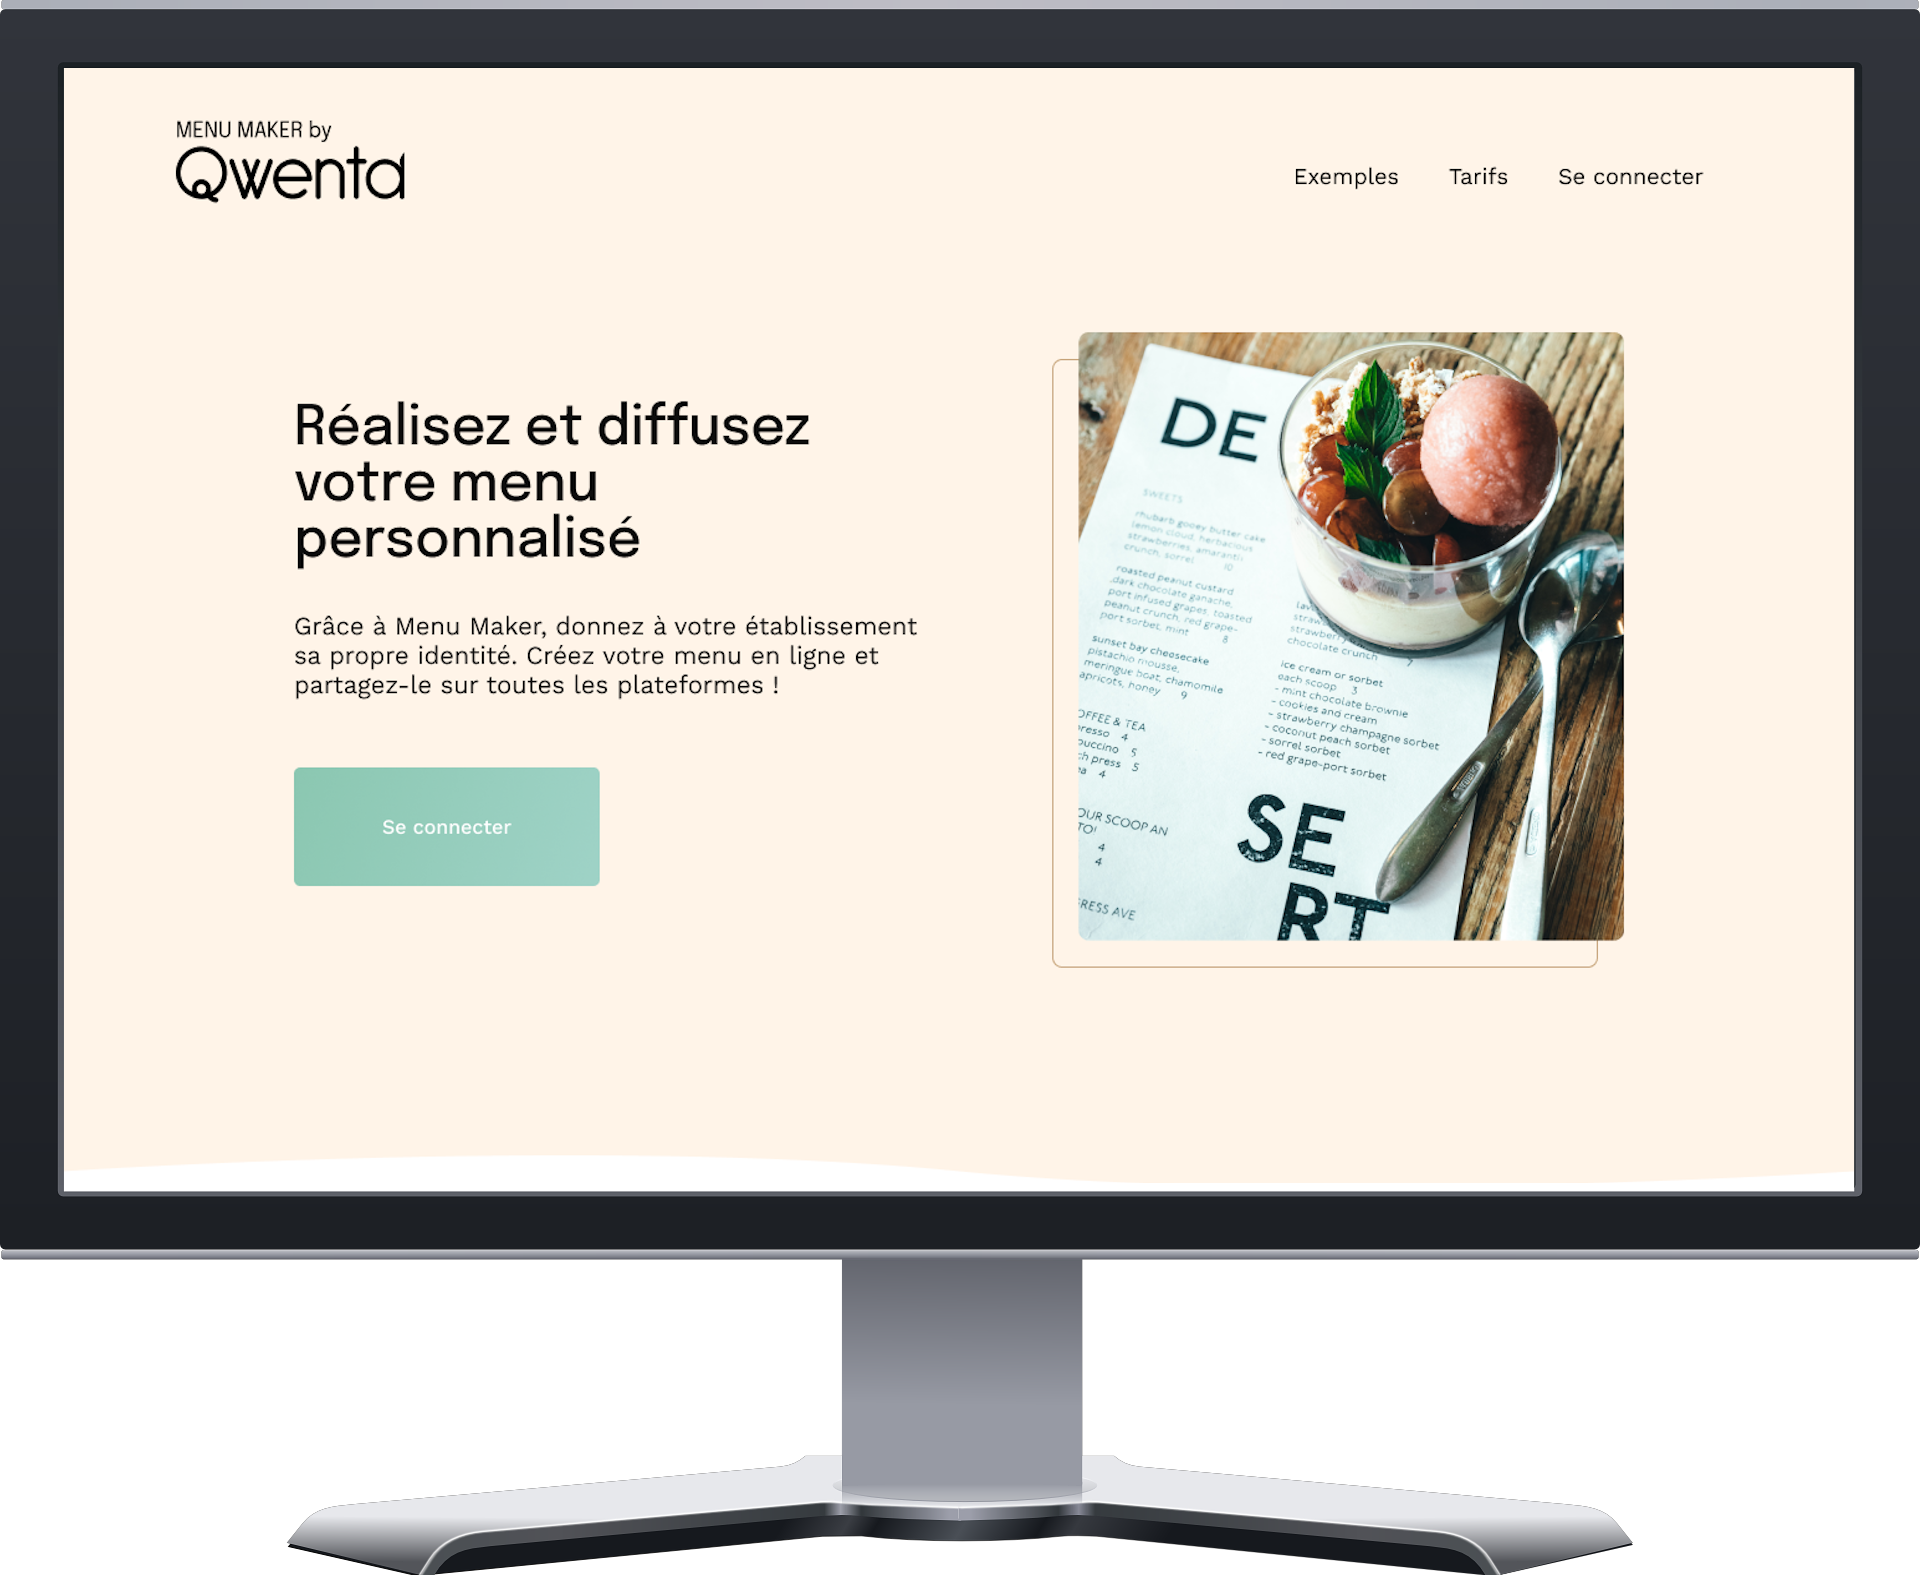 MENU MAKER by
Qwenta
Exemples Tarifs Se connecter
Réalisez et diffusez
votre menu
personnalisé
Grâce à Menu Maker, donnez à votre établissement
sa propre identité. Créez votre menu en ligne et
partagez-le sur toutes les plateformes !
Se connecter
DE
SWEETS
rhubarb gooey butter cake
lemon cloud, herbacious
strawberries, amaranth
crunch, sorrel 10
roasted peanut custard
dark chocolate ganache,
port infused grapes, toasted
peanut crunch, red grape-
port sorbet, mint 8
sunset bay cheesecake
pistachio mousse,
meringue boat, chamomile
apricots, honey 9
OFFEE & TEA
resso 4
puccino 5
ch press 5
4
strawberry
chocolate crunch 7
ice cream or sorbet
each scoop 3
- mint chocolate brownie
- cookies and cream
- strawberry champagne sorbet
- coconut peach sorbet
- sorrel sorbet
- red grape-port sorbet
OUR SCOOP AN
TO!
4
4
RESS AVE
SE
RT